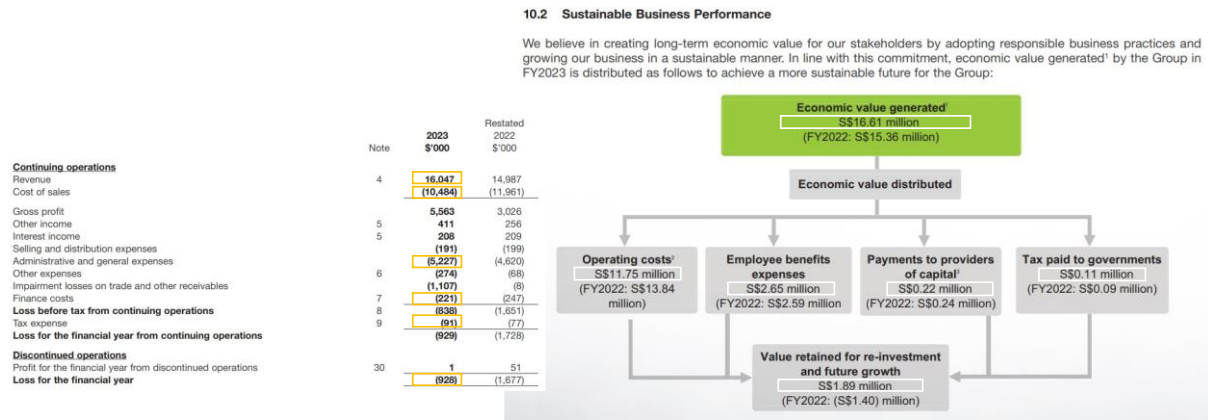 10.2 Sustainable Business Performance
We believe in creating long-term economic value for our stakeholders by adopting responsible business practices and
growing our business in a sustainable manner. In line with this commitment, economic value generated¹ by the Group in
FY2023 is distributed as follows to achieve a more sustainable future for the Group:
Restated
2023 2022
Note $'000 $'000
Continuing operations
Revenue 4 16,047 14,987
Cost of sales (10,484) (11,961)
Gross profit 5,563 3,026
Other income 5 411 256
Interest income 5 208 209
Selling and distribution expenses (191) (199)
Administrative and general expenses (5,227) (4,620)
Other expenses 6 (274) (68)
Impairment losses on trade and other receivables (1,107) (8)
Finance costs 7 (221) (247)
Loss before tax from continuing operations 8 (838) (1,651)
Tax expense 9 (91) (77)
Loss for the financial year from continuing operations (929) (1,728)
Discontinued operations
Profit for the financial year from discontinued operations 30 1 51
Loss for the financial year (928) (1,677)
Economic value generated¹
S$16.61 million
(FY2022: S$15.36 million)
Economic value distributed
Operating costs²
S$11.75 million
(FY2022: S$13.84
million)
Employee benefits
expenses
S$2.65 million
(FY2022: S$2.59 million
Payments to providers
of capital³
S$0.22 million
(FY2022: S$0.24 million)
Tax paid to governments
S$0.11 million
(FY2022: S$0.09 million)
Value retained for re-investment
and future growth
S$1.89 million
(FY2022: (S$1.40) million)